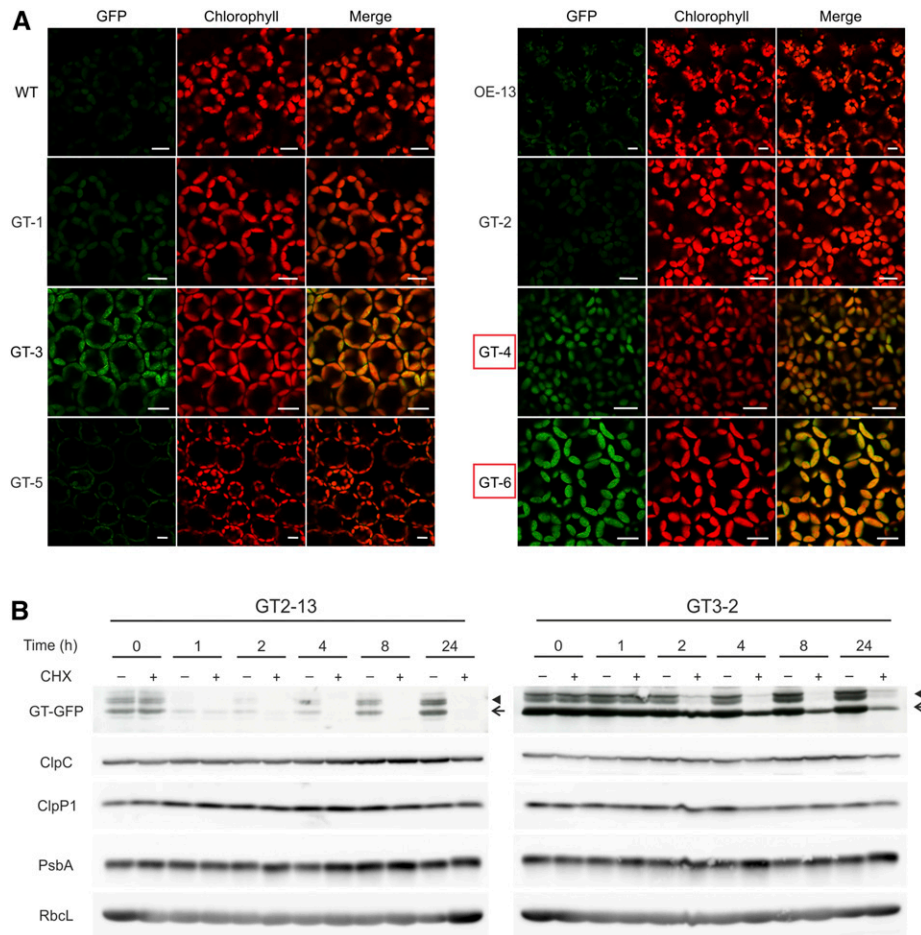 A
GFP Chlorophyll Merge
WT
GT-1
GT-3
GT-5
GFP Chlorophyll Merge
OE-13
GT-2
GT-4
GT-6
B
GT2-13 GT3-2
Time (h) 0 1 2 4 8 24 0 1 2 4 8 24
CHX – + – + – + – + – + – + – + – + – + – + – + – +
GT-GFP
ClpC
ClpP1
PsbA
RbcL